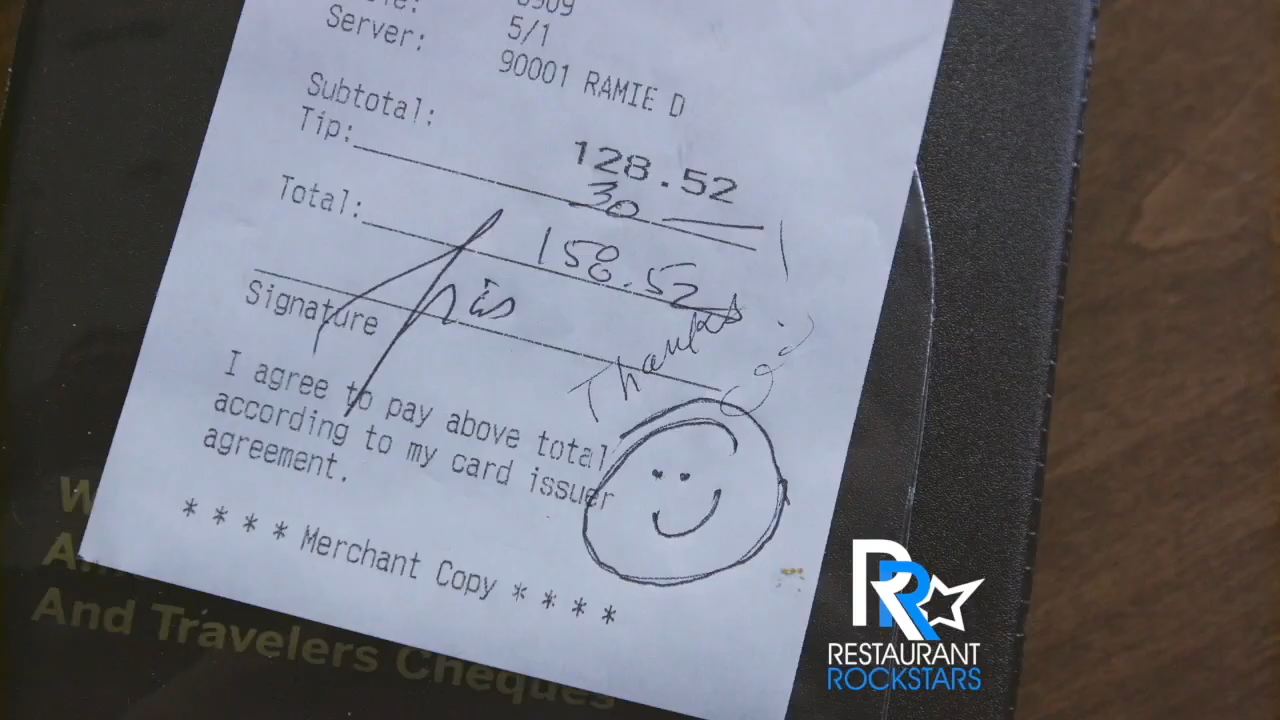 Server:
5/1
90001 RAMIE D
Subtotal:
128.52
Tip:
30
Total:
158.52
Signature
Thanks
I agree to pay above total
according to my card issuer
agreement.
* * * * Merchant Copy * * * *
And Travelers Cheques
RR
RESTAURANT
ROCKSTARS